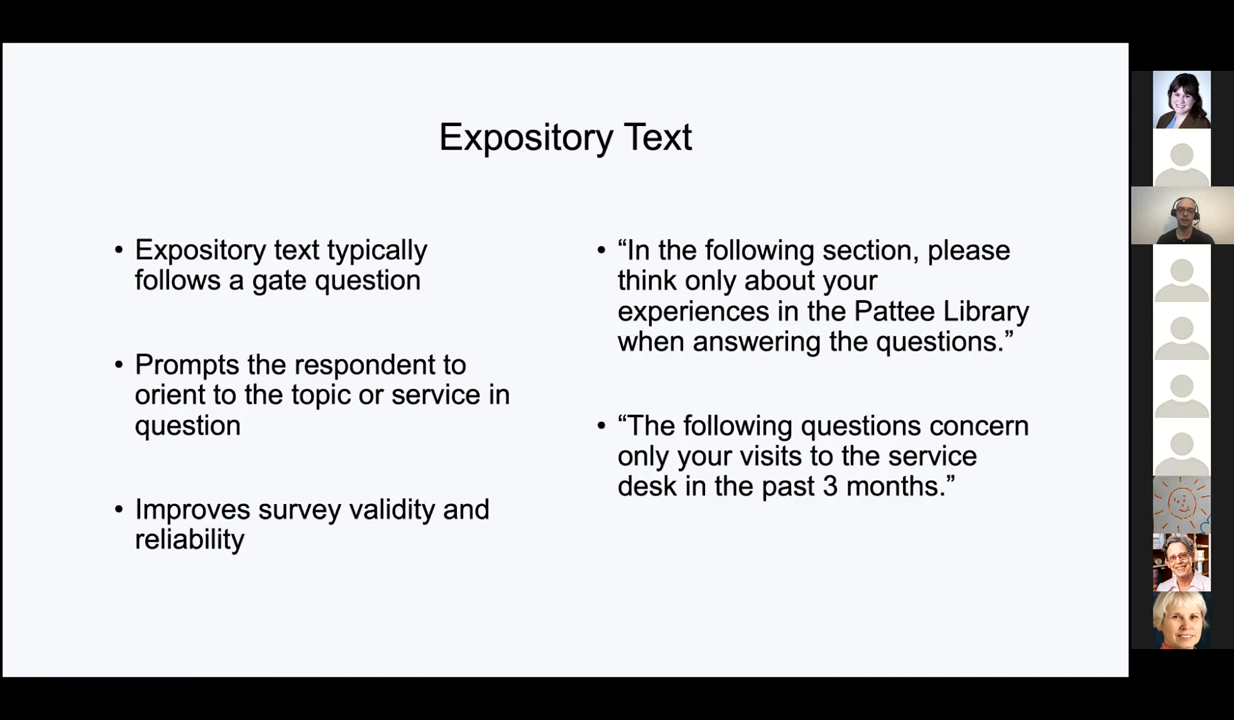 Expository Text
• Expository text typically
follows a gate question
• Prompts the respondent to
orient to the topic or service in
question
• Improves survey validity and
reliability
• “In the following section, please
think only about your
experiences in the Pattee Library
when answering the questions.”
• “The following questions concern
only your visits to the service
desk in the past 3 months.”